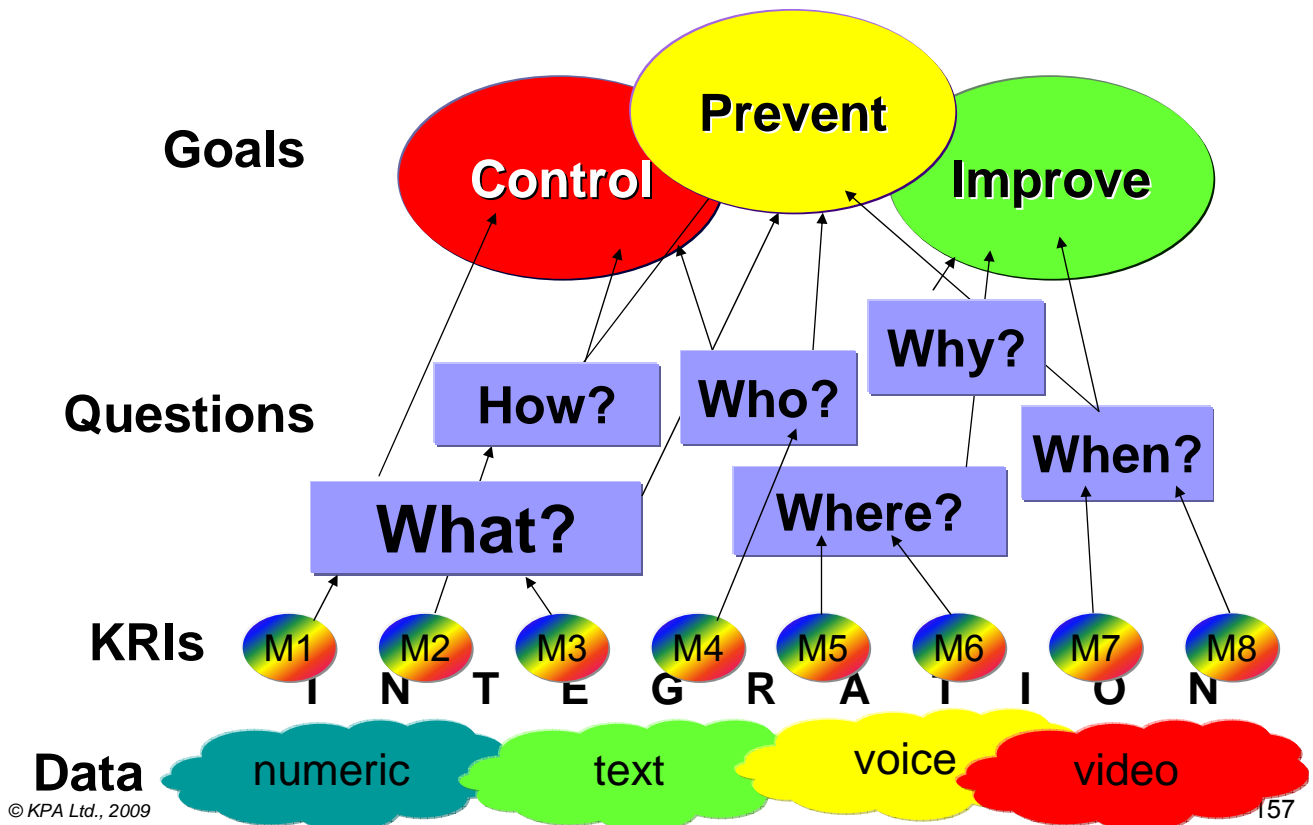 Prevent
Goals
Control
Improve
Why?
How?
Who?
Questions
When?
What?
Where?
KRIs
M1 M2 M3 M4 M5 M6 M7 M8
I N T E G R A T I O N
Data
numeric text voice video
© KPA Ltd., 2009
157